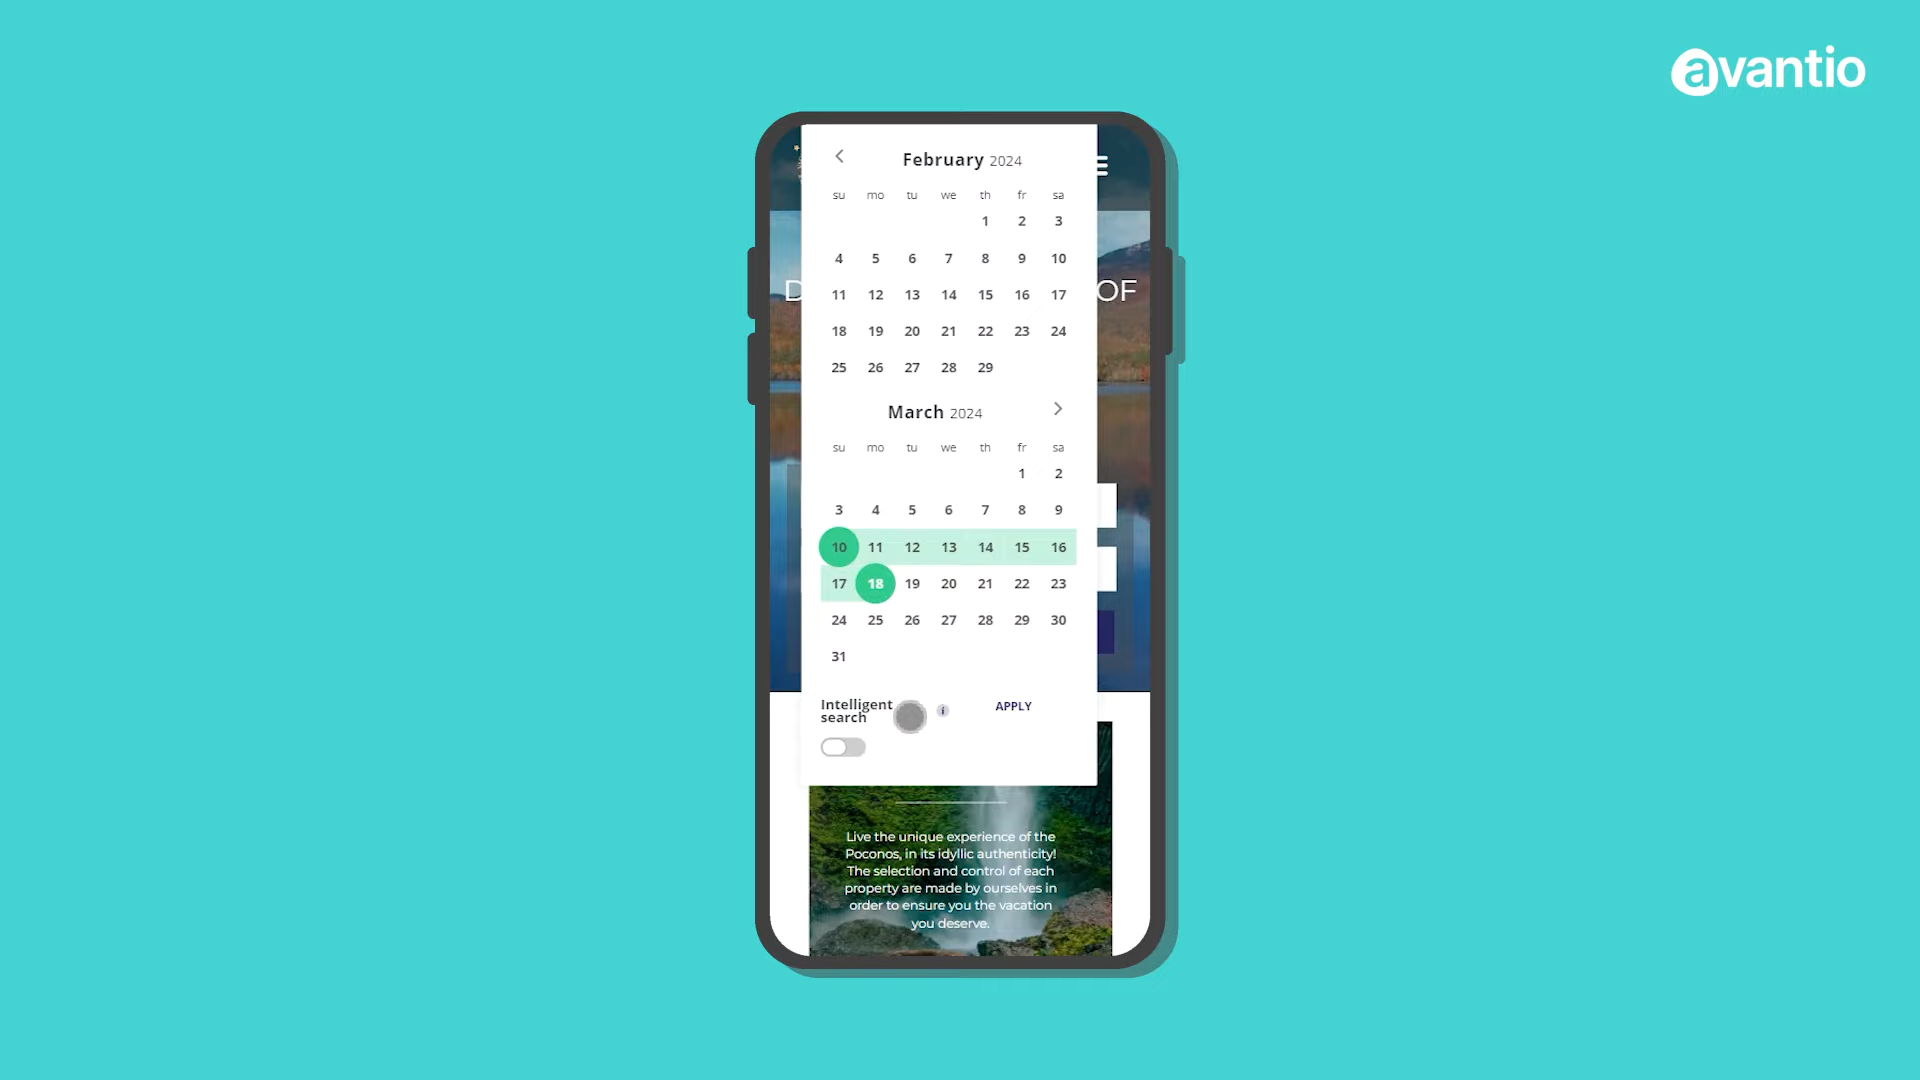 avantio
February 2024
su mo tu we th fr sa
1 2 3
4 5 6 7 8 9 10
11 12 13 14 15 16 17
18 19 20 21 22 23 24
25 26 27 28 29
OF
March 2024
su mo tu we th fr sa
1 2
3 4 5 6 7 8 9
10 11 12 13 14 15 16
17 18 19 20 21 22 23
24 25 26 27 28 29 30
31
Intelligent
search
i
APPLY
Live the unique experience of the
Poconos, in its idyllic authenticity!
The selection and control of each
property are made by ourselves in
order to ensure you the vacation
you deserve.